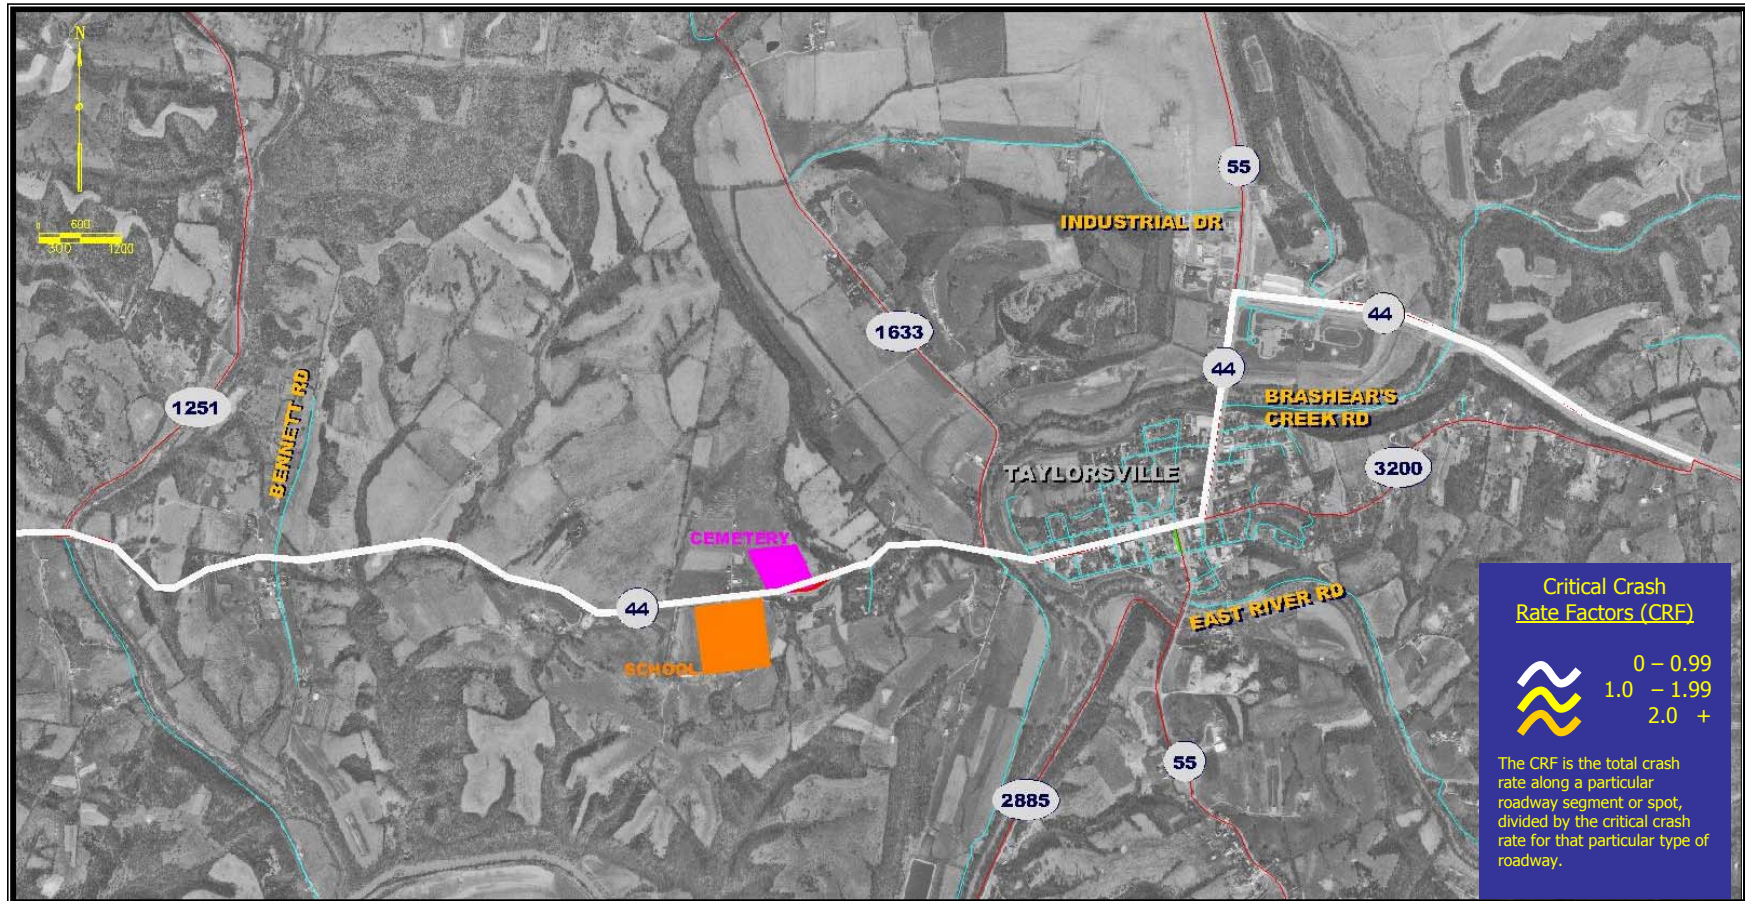 N
0 600
300 1200
55
INDUSTRIAL DR
44
1633
44
1251
BENNETT RD
BRASHEAR'S
CREEK RD
TAYLORSVILLE
3200
CEMETERY
44
SCHOOL
EAST RIVER RD
55
2885
Critical Crash
Rate Factors (CRF)
0 – 0.99
1.0 – 1.99
2.0 +
The CRF is the total crash
rate along a particular
roadway segment or spot,
divided by the critical crash
rate for that particular type of
roadway.